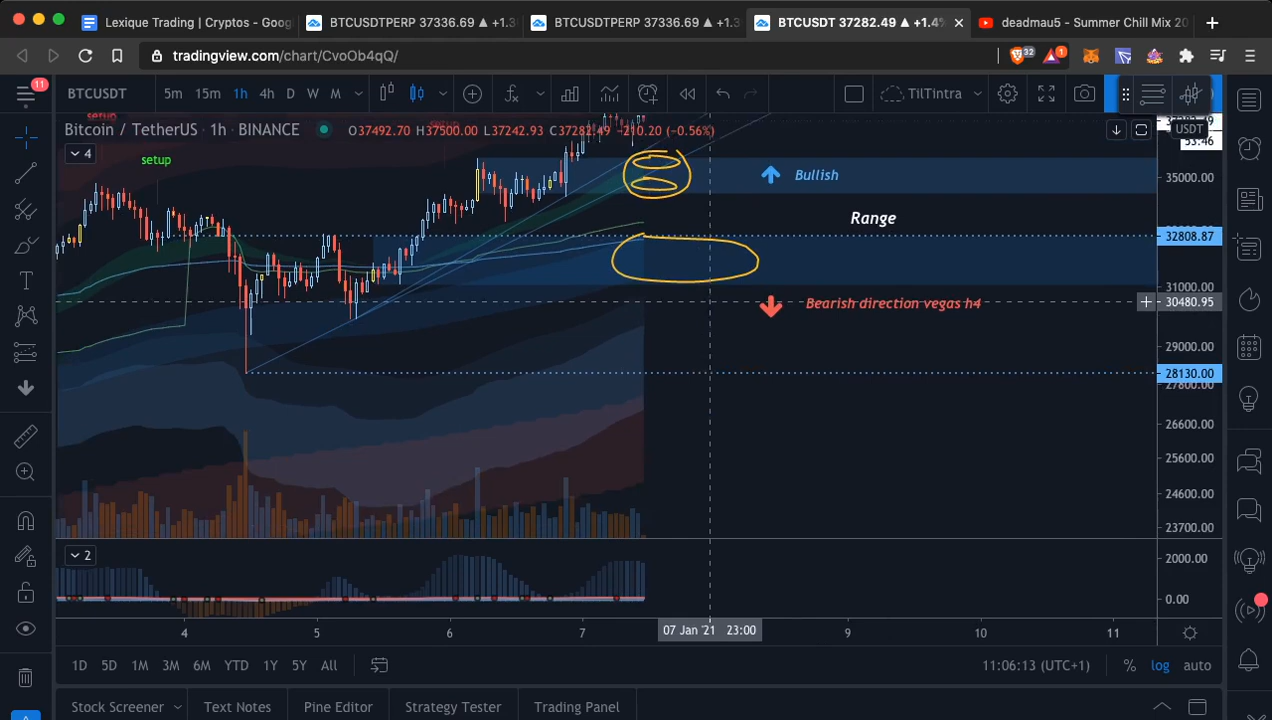 Lexique Trading | Cryptos - Goog
BTCUSDTPERP 37336.69 ▲ +1.3
BTCUSDTPERP 37336.69 ▲ +1.3
BTCUSDT 37282.49 ▲ +1.4%
deadmau5 - Summer Chill Mix 20
tradingview.com/chart/CvoOb4qQ/
32
1
11
BTCUSDT
5m 15m 1h 4h D W M
TilTintra
setup
Bitcoin / TetherUS · 1h · BINANCE
O37492.70 H37500.00 L37242.93 C37282.49 -210.20 (-0.56%)
USDT
53:46
4
setup
35000.00
Bullish
Range
32808.87
31000.00
Bearish direction vegas h4
30480.95
29000.00
28130.00
27800.00
26600.00
25600.00
24600.00
23700.00
2
2000.00
0.00
4 5 6 7 07 Jan '21 23:00 9 10 11
1D 5D 1M 3M 6M YTD 1Y 5Y All
11:06:13 (UTC+1) % log auto
Stock Screener Text Notes Pine Editor Strategy Tester Trading Panel